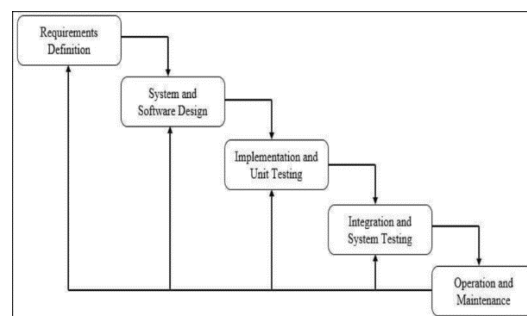 Requirements
Definition
System and
Software Design
Implementation and
Unit Testing
Integration and
System Testing
Operation and
Maintenance